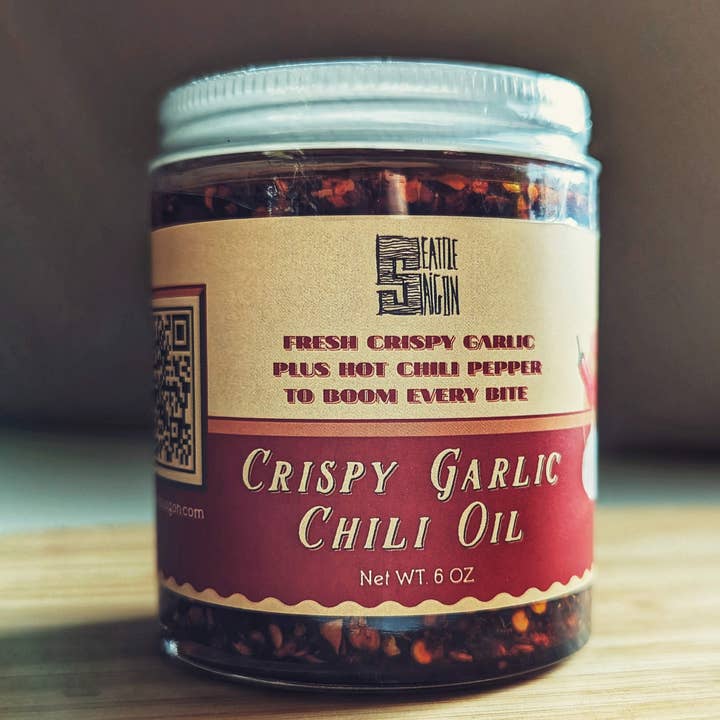 SEATTLE
SAIGON
FRESH CRISPY GARLIC
PLUS HOT CHILI PEPPER
TO BOOM EVERY BITE
CRISPY GARLIC
CHILI OIL
Net WT. 6 OZ